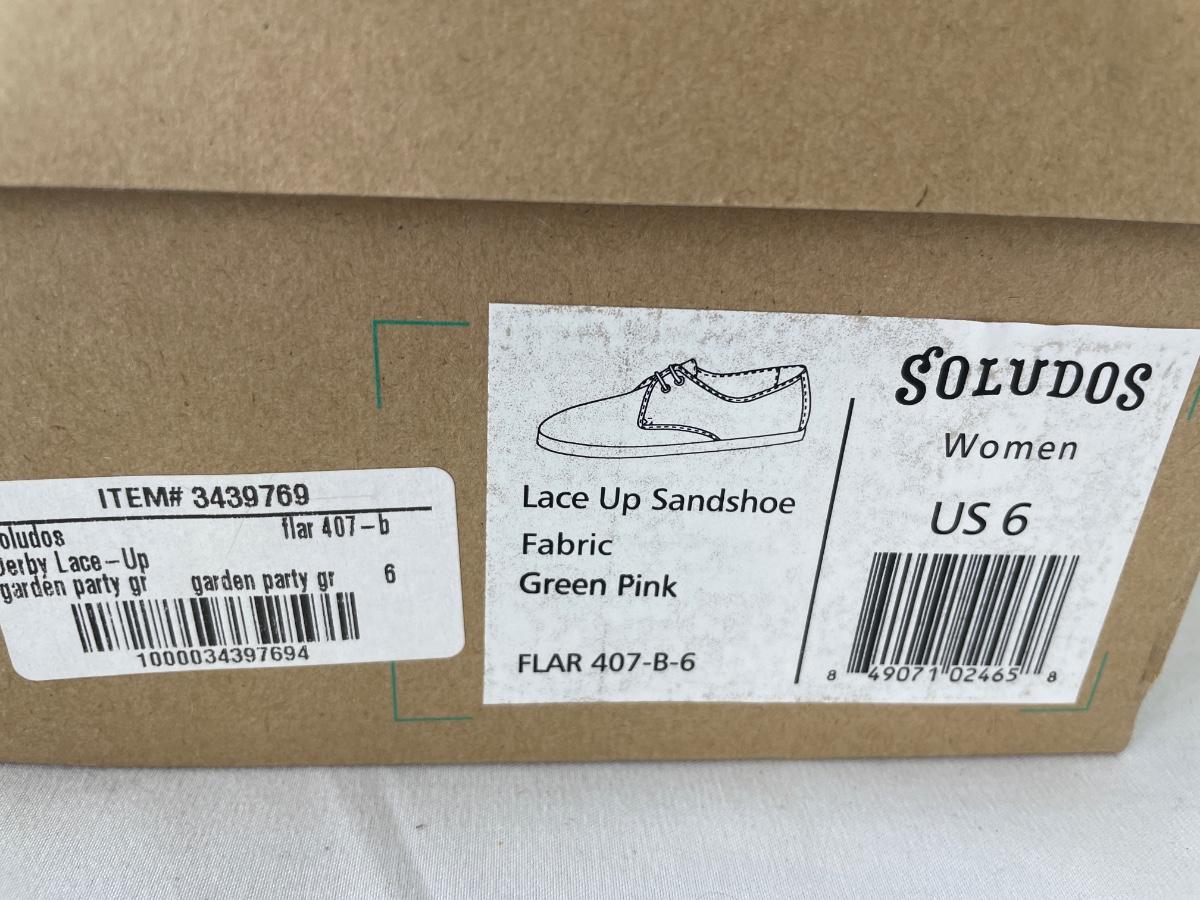 ITEM# 3439769
oludos flar 407-b
Derby Lace-Up
garden party gr garden party gr 6
1000034397694
Lace Up Sandshoe
Fabric
Green Pink
FLAR 407-B-6
SOLUDOS
Women
US 6
8 49071 02465 8